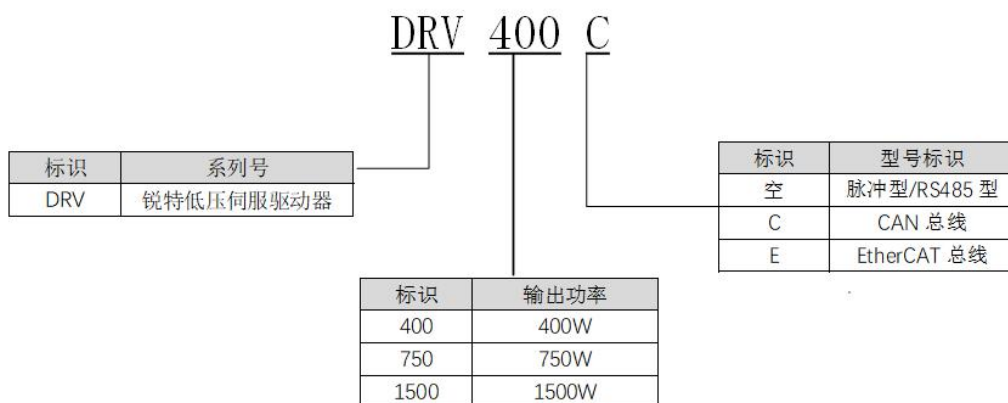 DRV 400 C
标识 系列号
DRV 锐特低压伺服驱动器
标识 型号标识
空 脉冲型/RS485 型
C CAN 总线
E EtherCAT 总线
标识 输出功率
400 400W
750 750W
1500 1500W